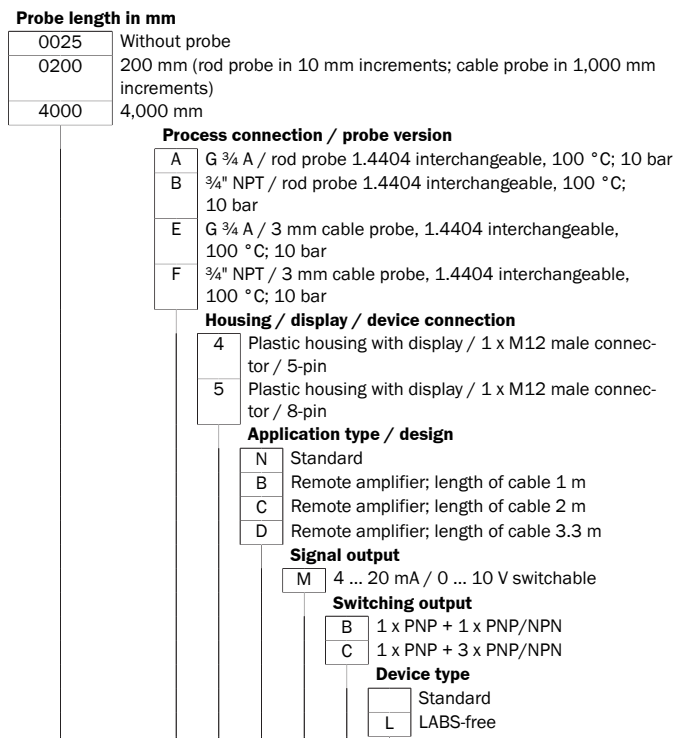 Probe length in mm
0025 Without probe
0200 200 mm (rod probe in 10 mm increments; cable probe in 1,000 mm
increments)
4000 4,000 mm
Process connection / probe version
A G ¾ A / rod probe 1.4404 interchangeable, 100 °C; 10 bar
B ¾" NPT / rod probe 1.4404 interchangeable, 100 °C;
10 bar
E G ¾ A / 3 mm cable probe, 1.4404 interchangeable,
100 °C; 10 bar
F ¾" NPT / 3 mm cable probe, 1.4404 interchangeable,
100 °C; 10 bar
Housing / display / device connection
4 Plastic housing with display / 1 x M12 male connec-
tor / 5-pin
5 Plastic housing with display / 1 x M12 male connec-
tor / 8-pin
Application type / design
N Standard
B Remote amplifier; length of cable 1 m
C Remote amplifier; length of cable 2 m
D Remote amplifier; length of cable 3.3 m
Signal output
M 4 ... 20 mA / 0 ... 10 V switchable
Switching output
B 1 x PNP + 1 x PNP/NPN
C 1 x PNP + 3 x PNP/NPN
Device type
Standard
L LABS-free